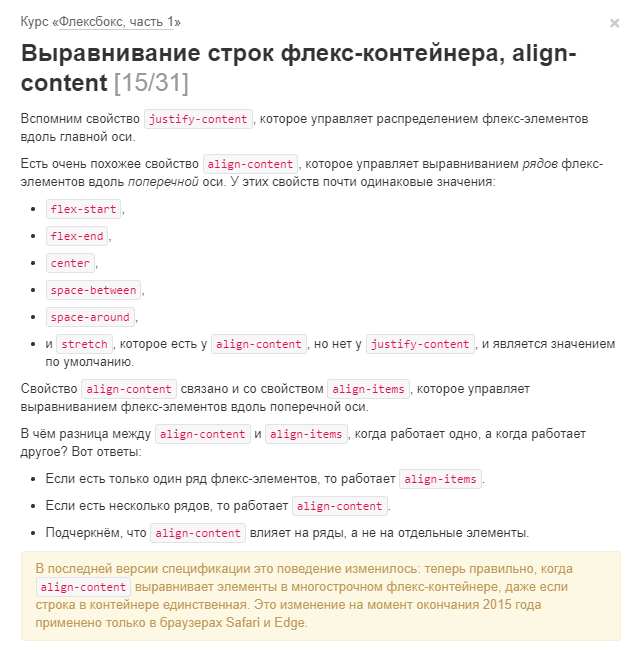 Курс «Флексбокс, часть 1»
×
Выравнивание строк флекс-контейнера, align-
content [15/31]
Вспомним свойство justify-content, которое управляет распределением флекс-элементов
вдоль главной оси.
Есть очень похожее свойство align-content, которое управляет выравниванием рядов флекс-
элементов вдоль поперечной оси. У этих свойств почти одинаковые значения:
• flex-start,
• flex-end,
• center,
• space-between,
• space-around,
• и stretch, которое есть у align-content, но нет у justify-content, и является значением
по умолчанию.
Свойство align-content связано и со свойством align-items, которое управляет
выравниванием флекс-элементов вдоль поперечной оси.
В чём разница между align-content и align-items, когда работает одно, а когда работает
другое? Вот ответы:
• Если есть только один ряд флекс-элементов, то работает align-items.
• Если есть несколько рядов, то работает align-content.
• Подчеркнём, что align-content влияет на ряды, а не на отдельные элементы.
В последней версии спецификации это поведение изменилось: теперь правильно, когда
align-content выравнивает элементы в многострочном флекс-контейнере, даже если
строка в контейнере единственная. Это изменение на момент окончания 2015 года
применено только в браузерах Safari и Edge.